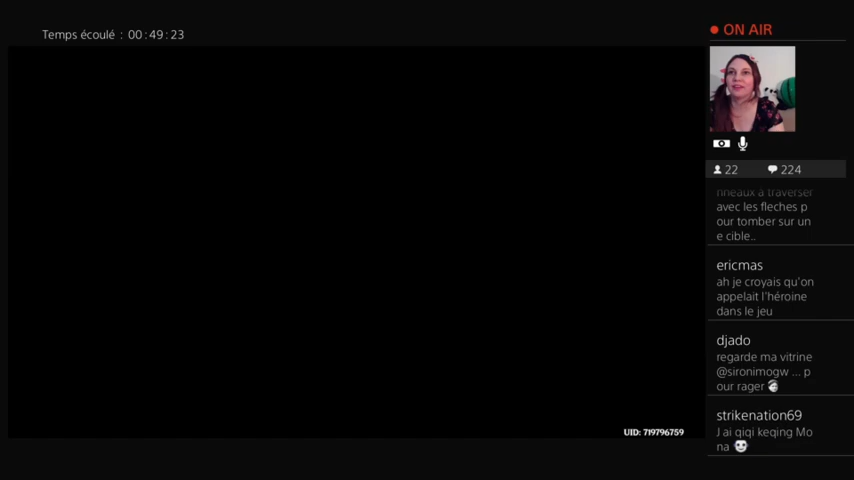 Temps écoulé : 00:49:23
ON AIR
22 224
nneaux à traverser
avec les fleches p
our tomber sur un
e cible..
ericmas
ah je croyais qu'on
appelait l'héroine
dans le jeu
djado
regarde ma vitrine
@sironimogw ... p
our rager
strikenation69
J ai qiqi keqing Mo
na
UID: 719796759